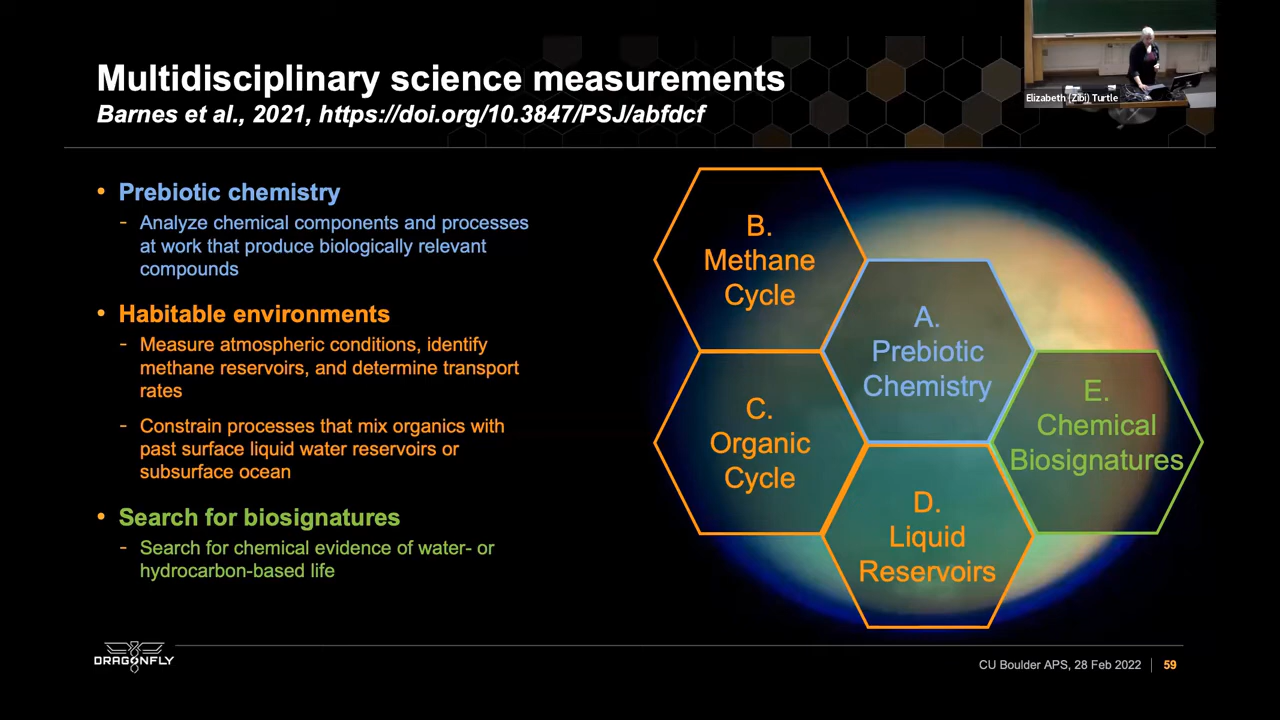 Multidisciplinary science measurements
Barnes et al., 2021, https://doi.org/10.3847/PSJ/abfdcf
Elizabeth (Zibi) Turtle
• Prebiotic chemistry
- Analyze chemical components and processes
at work that produce biologically relevant
compounds
• Habitable environments
- Measure atmospheric conditions, identify
methane reservoirs, and determine transport
rates
- Constrain processes that mix organics with
past surface liquid water reservoirs or
subsurface ocean
• Search for biosignatures
- Search for chemical evidence of water- or
hydrocarbon-based life
B.
Methane
Cycle
A.
Prebiotic
Chemistry
C.
Organic
Cycle
E.
Chemical
Biosignatures
D.
Liquid
Reservoirs
DRAGONFLY
CU Boulder APS, 28 Feb 2022 | 59